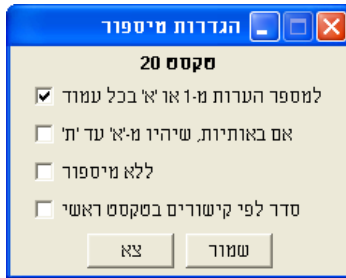 הגדרות מיספור
טקסט 20
למספר הערות מ-1 או 'א' בכל עמוד
אם באותיות, שיהיו מ-'א' עד 'ת'
ללא מיספור
סדר לפי קישורים בטקסט ראשי
שמור
צא